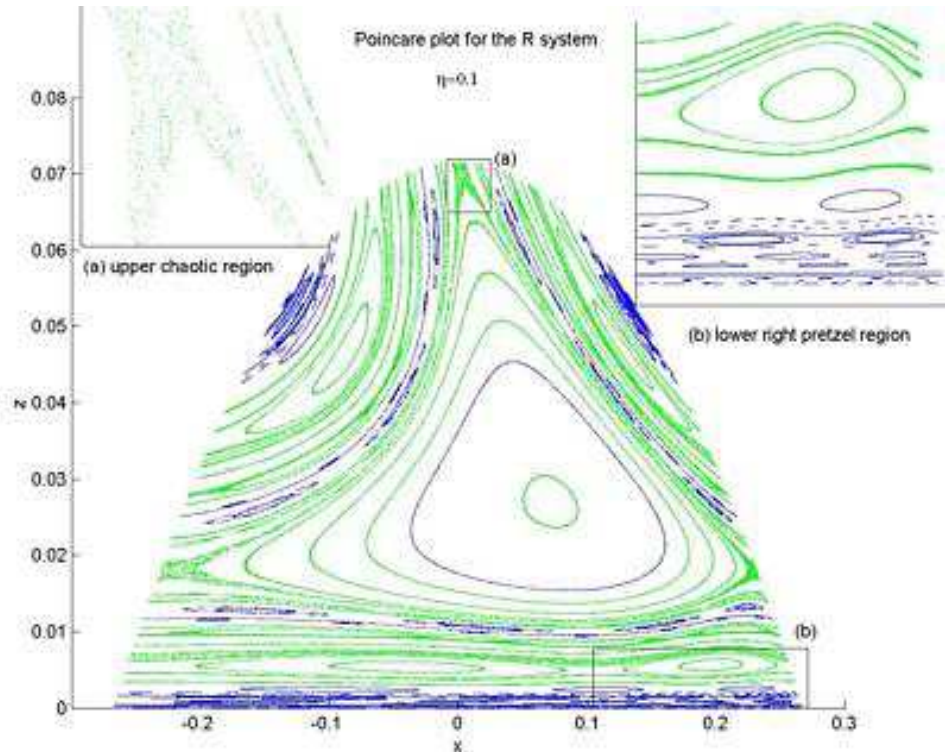 Poincare plot for the R system
η=0.1
0.08
(a)
0.07
0.06
(a) upper chaotic region
0.05
(b) lower right pretzel region
z
0.04
0.03
0.02
0.01
(b)
0
-0.2
-0.1
0
0.1
0.2
0.3
x